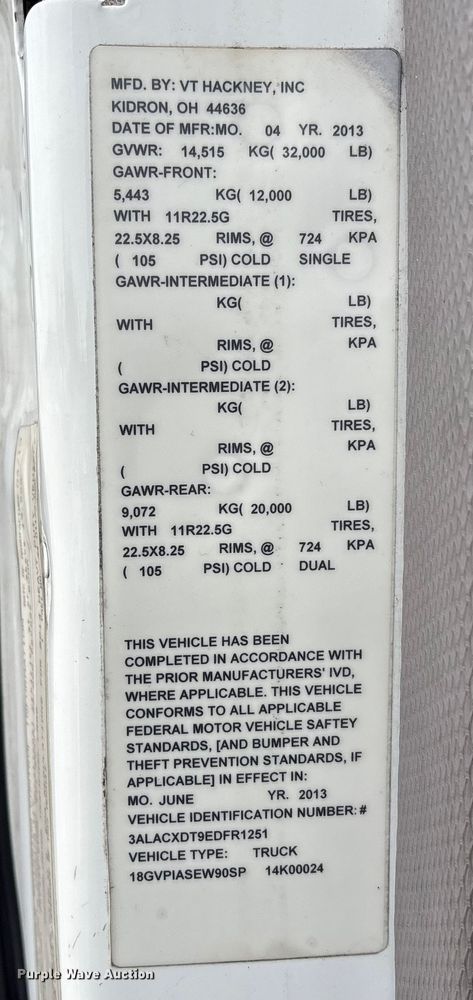 MFD. BY: VT HACKNEY, INC
KIDRON, OH 44636
DATE OF MFR:MO. 04 YR. 2013
GVWR: 14,515 KG( 32,000 LB)
GAWR-FRONT:
5,443 KG( 12,000 LB)
WITH 11R22.5G TIRES,
22.5X8.25 RIMS, @ 724 KPA
( 105 PSI) COLD SINGLE
GAWR-INTERMEDIATE (1):
KG( LB)
WITH TIRES,
RIMS, @ KPA
( PSI) COLD
GAWR-INTERMEDIATE (2):
KG( LB)
WITH TIRES,
RIMS, @ KPA
( PSI) COLD
GAWR-REAR:
9,072 KG( 20,000 LB)
WITH 11R22.5G TIRES,
22.5X8.25 RIMS, @ 724 KPA
( 105 PSI) COLD DUAL
THIS VEHICLE HAS BEEN
COMPLETED IN ACCORDANCE WITH
THE PRIOR MANUFACTURERS' IVD,
WHERE APPLICABLE. THIS VEHICLE
CONFORMS TO ALL APPLICABLE
FEDERAL MOTOR VEHICLE SAFTEY
STANDARDS, [AND BUMPER AND
THEFT PREVENTION STANDARDS, IF
APPLICABLE] IN EFFECT IN:
MO. JUNE YR. 2013
VEHICLE IDENTIFICATION NUMBER: #
3ALACXDT9EDFR1251
VEHICLE TYPE: TRUCK
18GVPIASEW90SP 14K00024
Purple Wave Auction